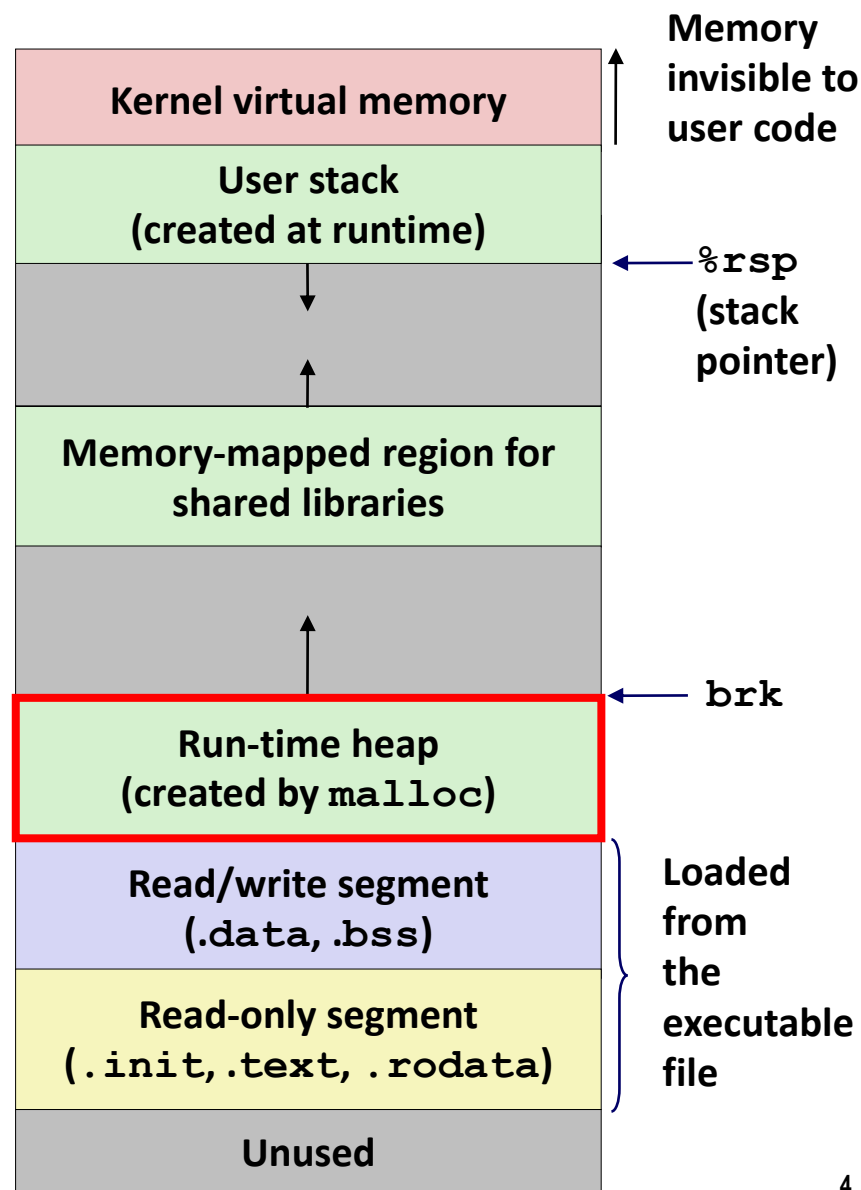 Memory
invisible to
user code
Kernel virtual memory
User stack
(created at runtime)
%rsp
(stack
pointer)
Memory-mapped region for
shared libraries
brk
Run-time heap
(created by malloc)
Read/write segment
(.data, .bss)
Read-only segment
(.init, .text, .rodata)
Loaded
from
the
executable
file
Unused
4